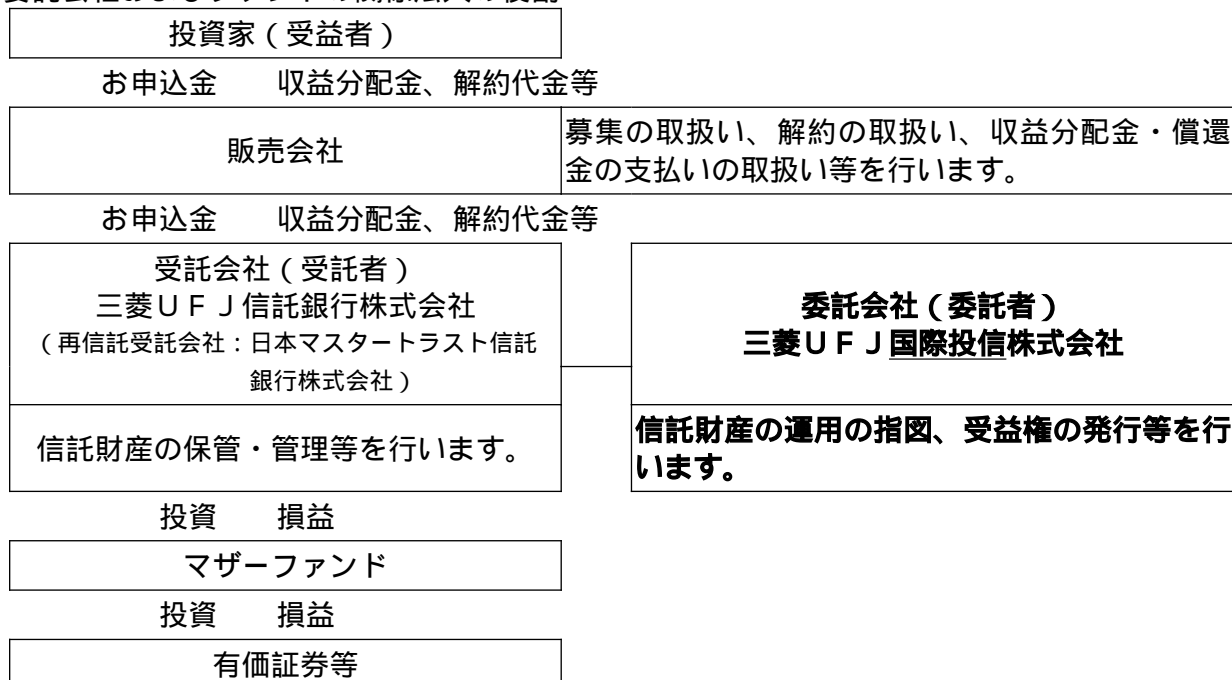 投資家（受益者）
お申込金　　収益分配金、解約代金等
販売会社
募集の取扱い、解約の取扱い、収益分配金・償還
金の支払いの取扱い等を行います。
お申込金　　収益分配金、解約代金等
受託会社（受託者）
三菱ＵＦＪ信託銀行株式会社
（再信託受託会社：日本マスタートラスト信託
銀行株式会社）
委託会社（委託者）
三菱ＵＦＪ国際投信株式会社
信託財産の保管・管理等を行います。
信託財産の運用の指図、受益権の発行等を行
います。
投資　　損益
マザーファンド
投資　　損益
有価証券等